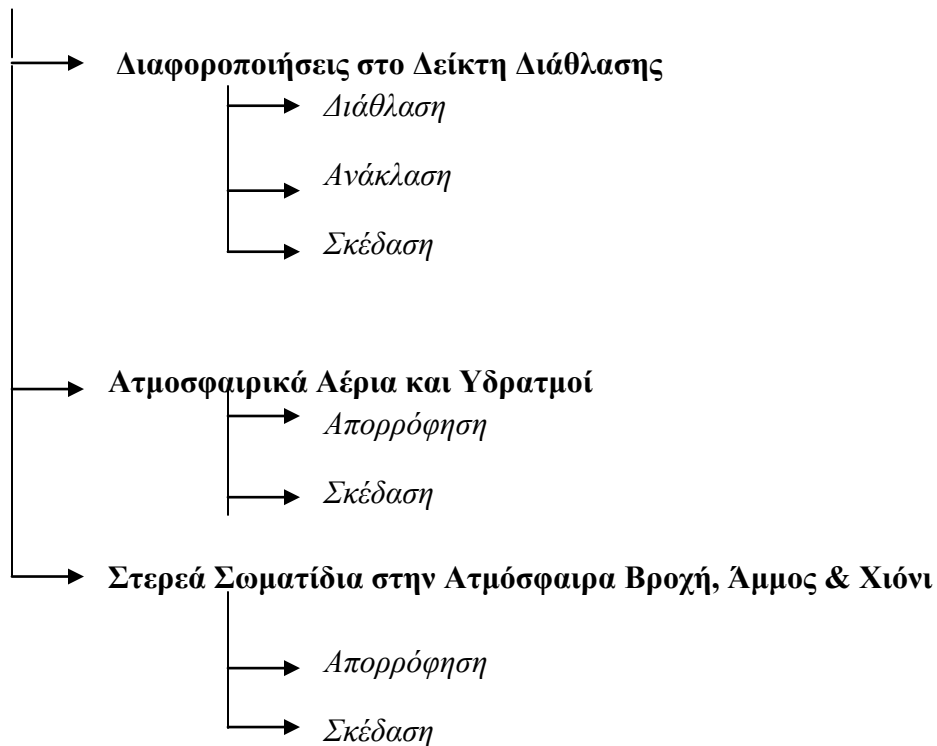 Διαφοροποιήσεις στο Δείκτη Διάθλασης
Διάθλαση
Ανάκλαση
Σκέδαση
Ατμοσφαιρικά Αέρια και Υδρατμοί
Απορρόφηση
Σκέδαση
Στερεά Σωματίδια στην Ατμόσφαιρα Βροχή, Άμμος & Χιόνι
Απορρόφηση
Σκέδαση